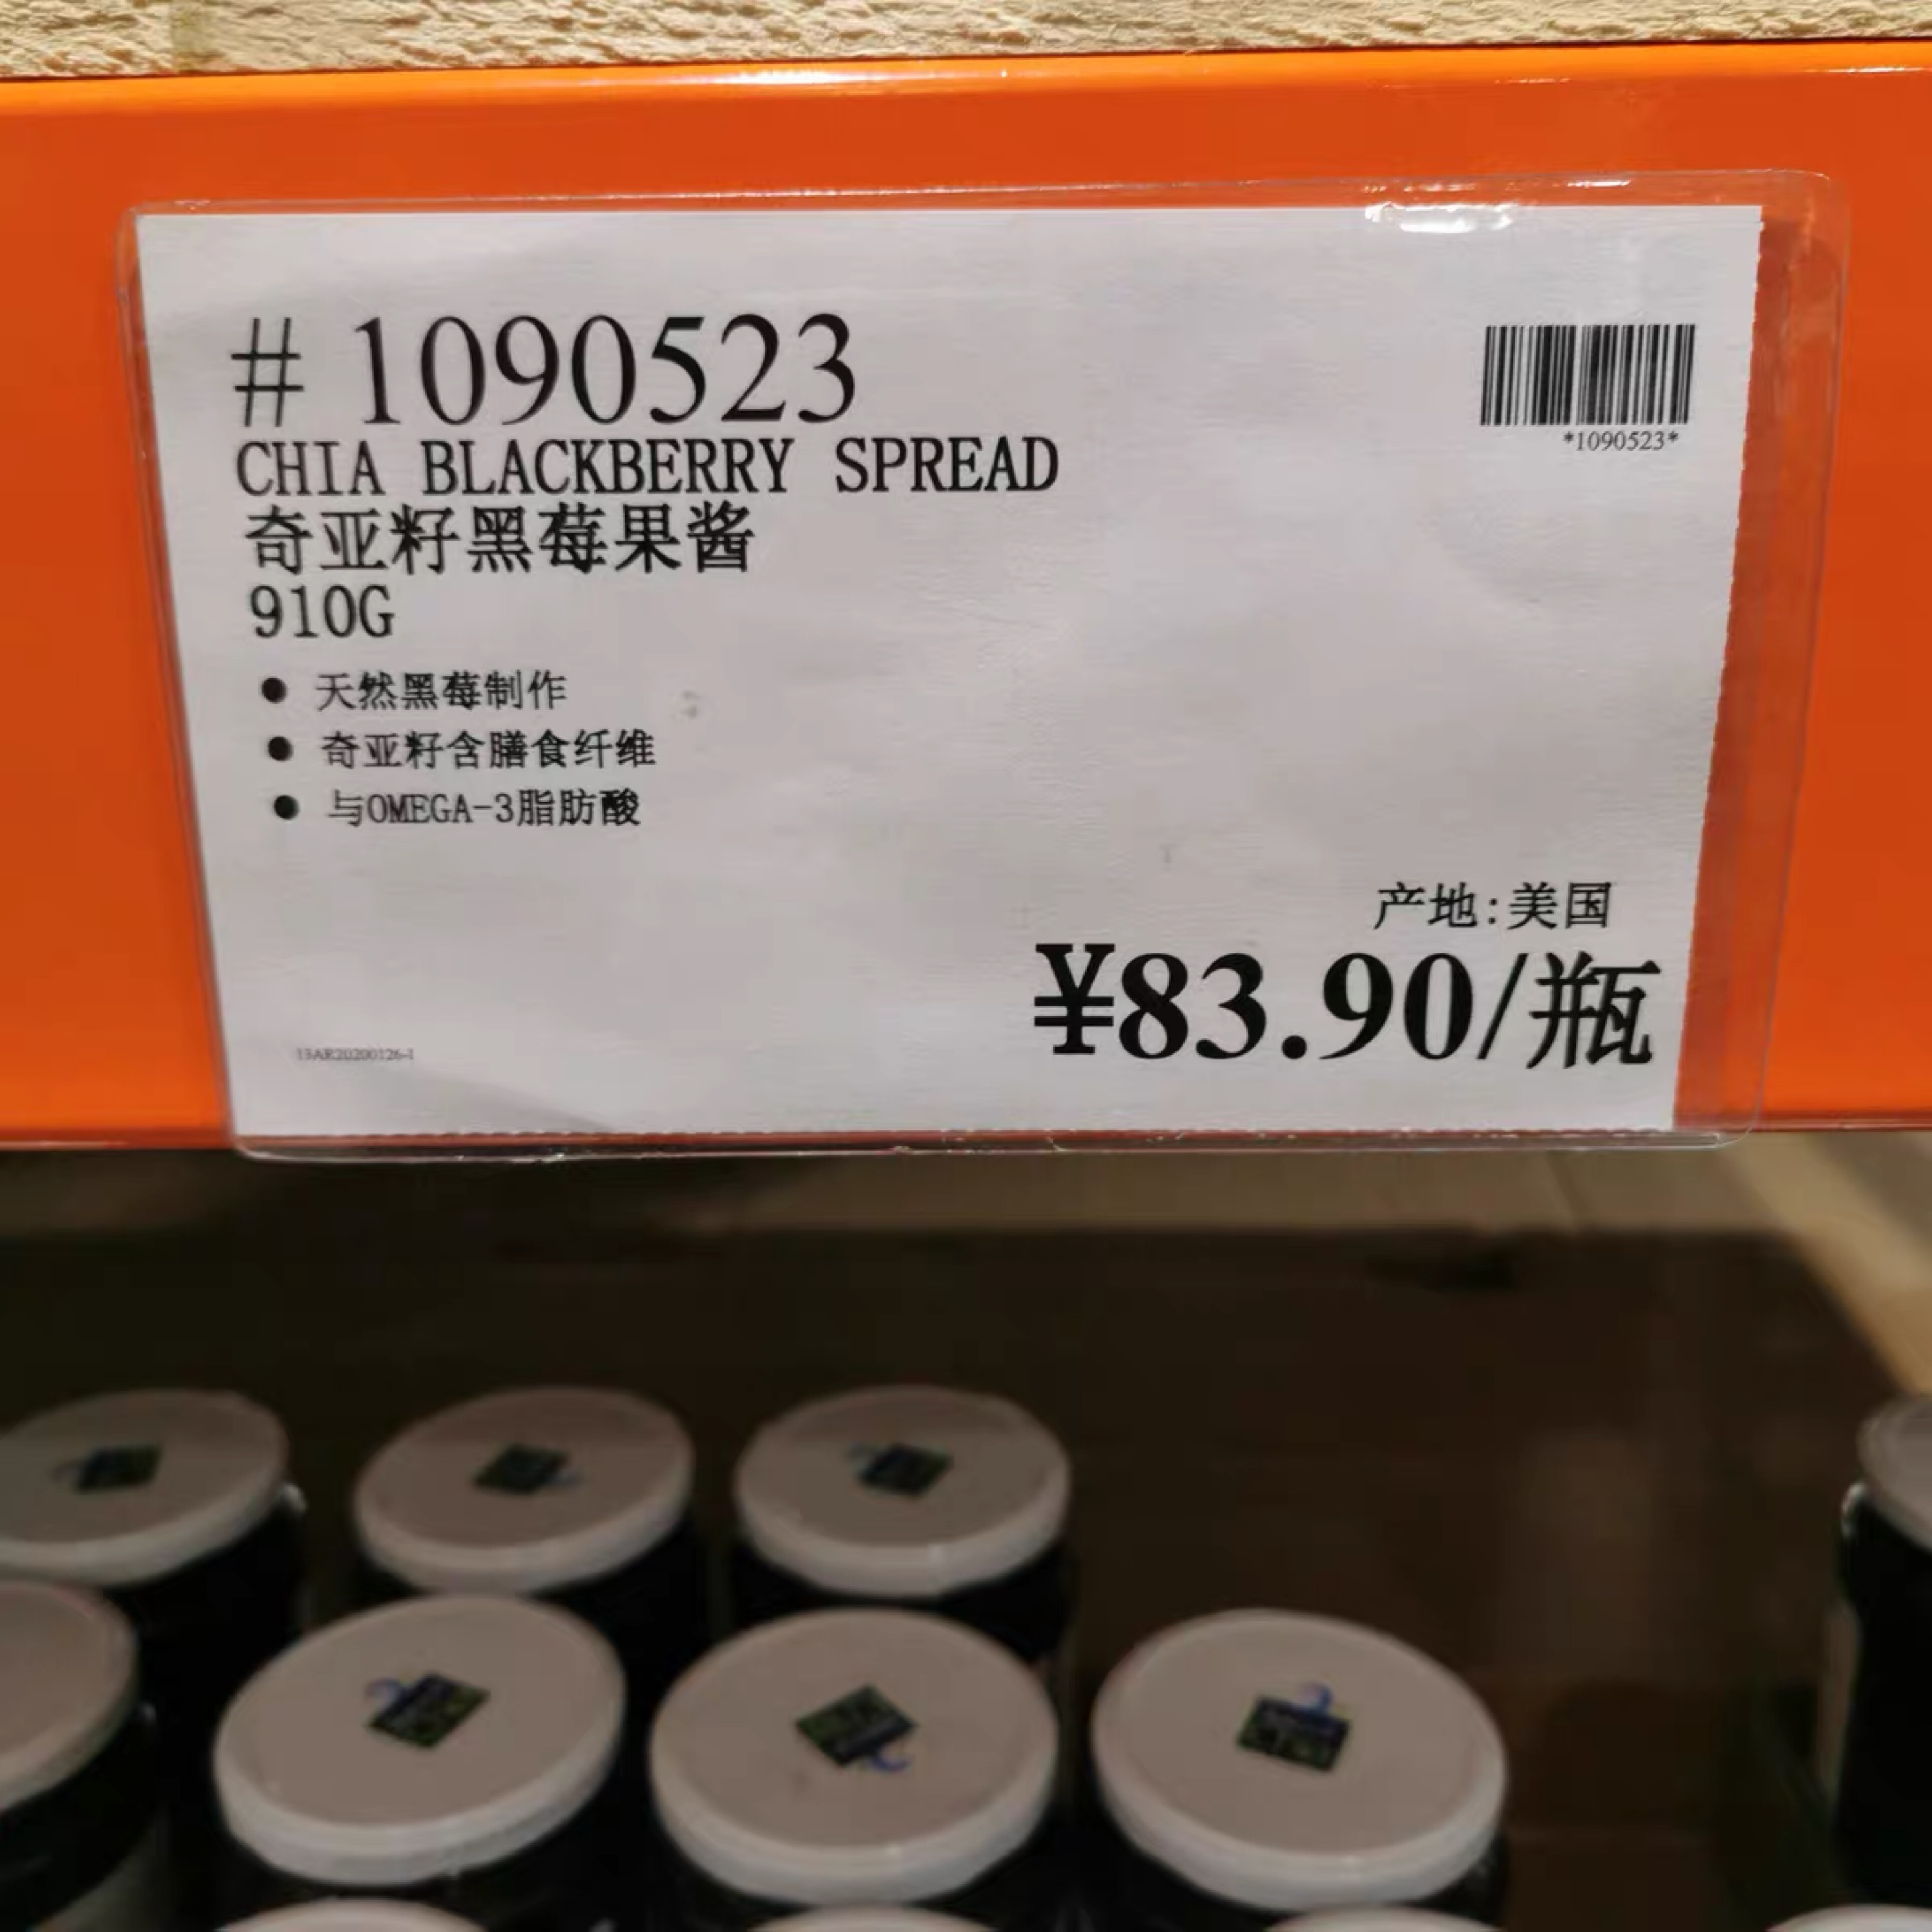 # 1090523
*1090523*
CHIA BLACKBERRY SPREAD
奇亚籽黑莓果酱
910G
● 天然黑莓制作
● 奇亚籽含膳食纤维
● 与OMEGA-3脂肪酸
产地:美国
¥83.90/瓶
13AR20200126-1